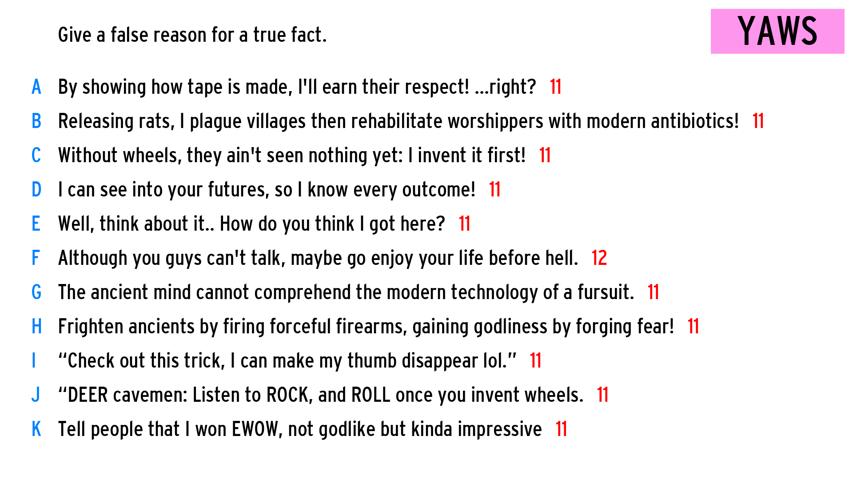 Give a false reason for a true fact.
YAWS
A By showing how tape is made, I'll earn their respect! ...right? 11
B Releasing rats, I plague villages then rehabilitate worshippers with modern antibiotics! 11
C Without wheels, they ain't seen nothing yet: I invent it first! 11
D I can see into your futures, so I know every outcome! 11
E Well, think about it.. How do you think I got here? 11
F Although you guys can't talk, maybe go enjoy your life before hell. 12
G The ancient mind cannot comprehend the modern technology of a fursuit. 11
H Frighten ancients by firing forceful firearms, gaining godliness by forging fear! 11
I “Check out this trick, I can make my thumb disappear lol.” 11
J “DEER cavemen: Listen to ROCK, and ROLL once you invent wheels. 11
K Tell people that I won EWOW, not godlike but kinda impressive 11